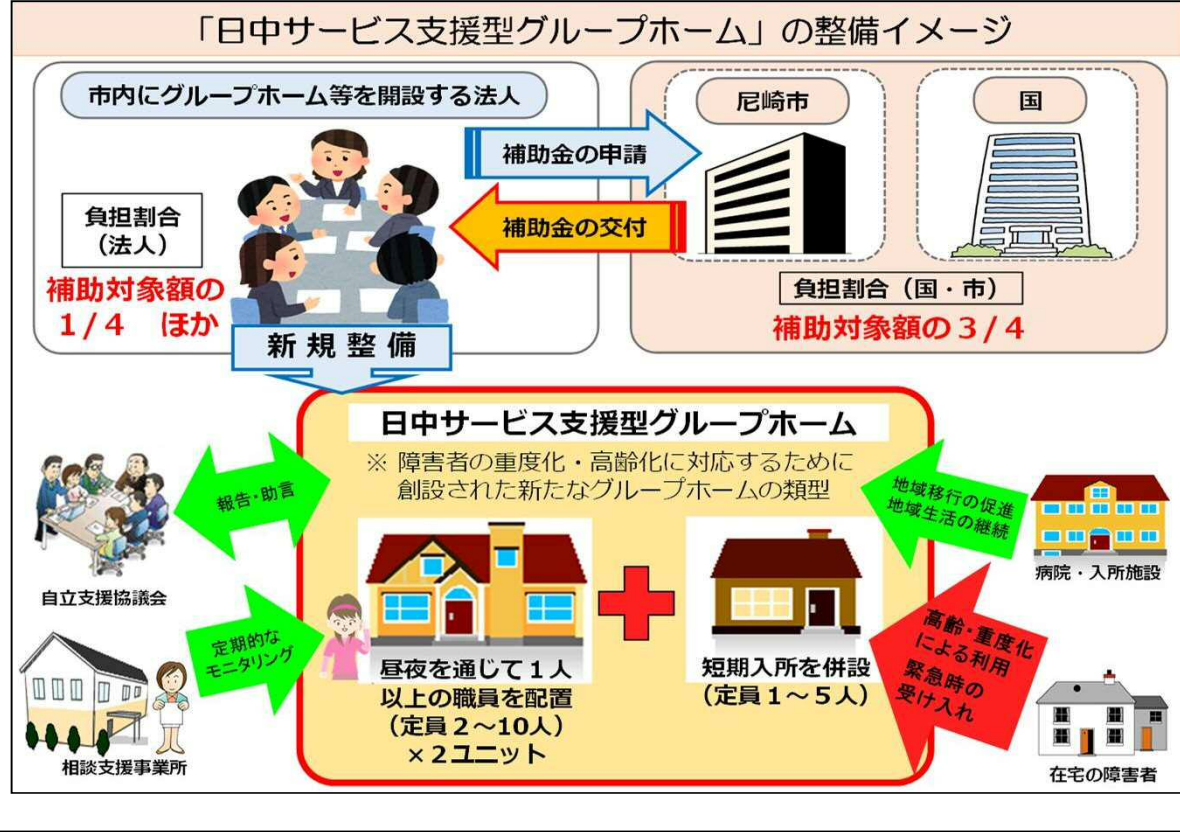 「日中サービス支援型グループホーム」の整備イメージ
市内にグループホーム等を開設する法人
負担割合
（法人）
補助対象額の
１/４　ほか
補助金の申請
補助金の交付
尼崎市
国
負担割合（国・市）
補助対象額の３/４
新規整備
日中サービス支援型グループホーム
※ 障害者の重度化・高齢化に対応するために
創設された新たなグループホームの類型
報告・助言
自立支援協議会
定期的な
モニタリング
相談支援事業所
昼夜を通じて１人
以上の職員を配置
（定員２～10人）
×２ユニット
短期入所を併設
（定員１～５人）
地域移行の促進
地域生活の継続
病院・入所施設
高齢・重度化
による利用
緊急時の
受け入れ
在宅の障害者